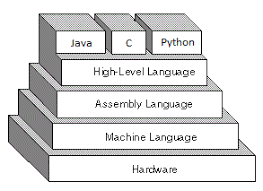 Java C Python
High-Level Language
Assembly Language
Machine Language
Hardware